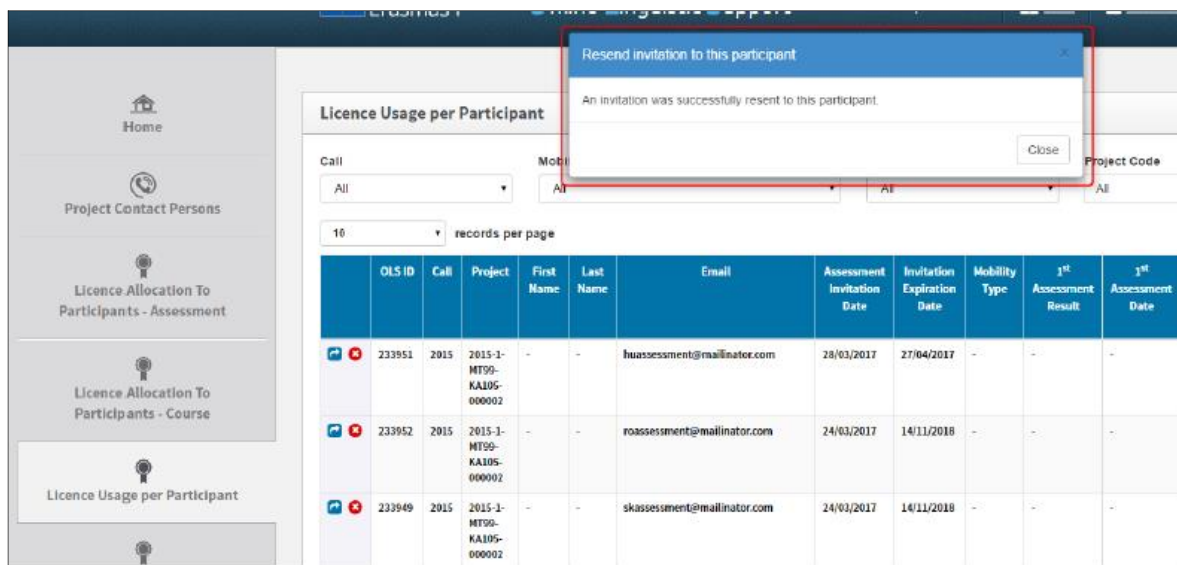 Resend invitation to this participant
×
An invitation was successfully resent to this participant.
Close
Home
Project Contact Persons
Licence Allocation To
Participants - Assessment
Licence Allocation To
Participants - Course
Licence Usage per Participant
Licence Usage per Participant
Call
Project Code
All
All
All
All
10 records per page
OLS ID Call Project First Name Last Name Email Assessment Invitation Date Invitation Expiration Date Mobility Type 1st Assessment Result 1st Assessment Date
233951 2015 2015-1-MT99-KA105-000002 - - huassessment@mailinator.com 28/03/2017 27/04/2017 - - -
233952 2015 2015-1-MT99-KA105-000002 - - roassessment@mailinator.com 24/03/2017 14/11/2018 - - -
233949 2015 2015-1-MT99-KA105-000002 - - skassessment@mailinator.com 24/03/2017 14/11/2018 - - -